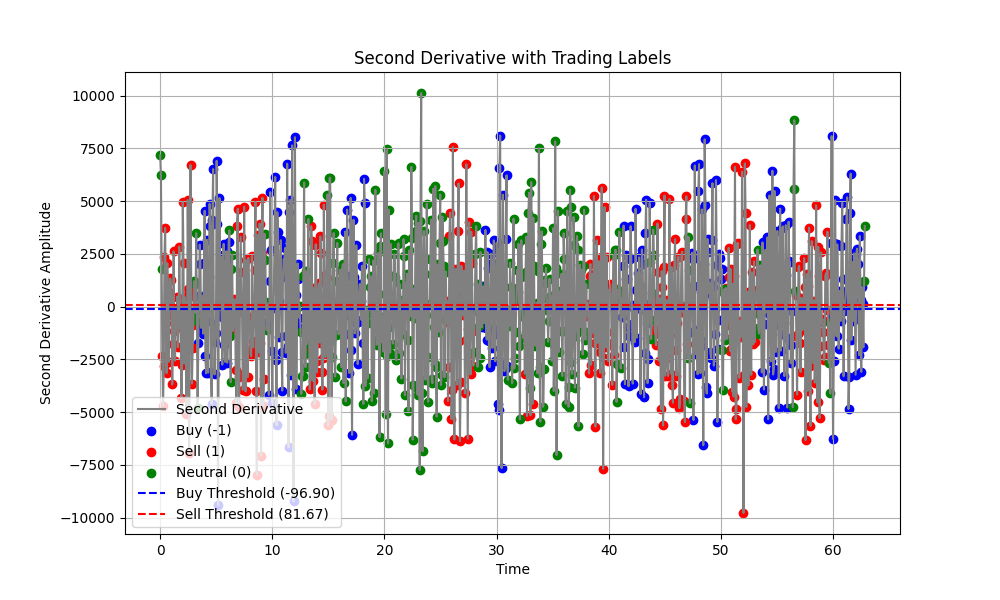 Second Derivative with Trading Labels
Second Derivative Amplitude
10000
7500
5000
2500
0
−2500
−5000
−7500
−10000
Second Derivative
Buy (-1)
Sell (1)
Neutral (0)
Buy Threshold (-96.90)
Sell Threshold (81.67)
0 10 20 30 40 50 60
Time